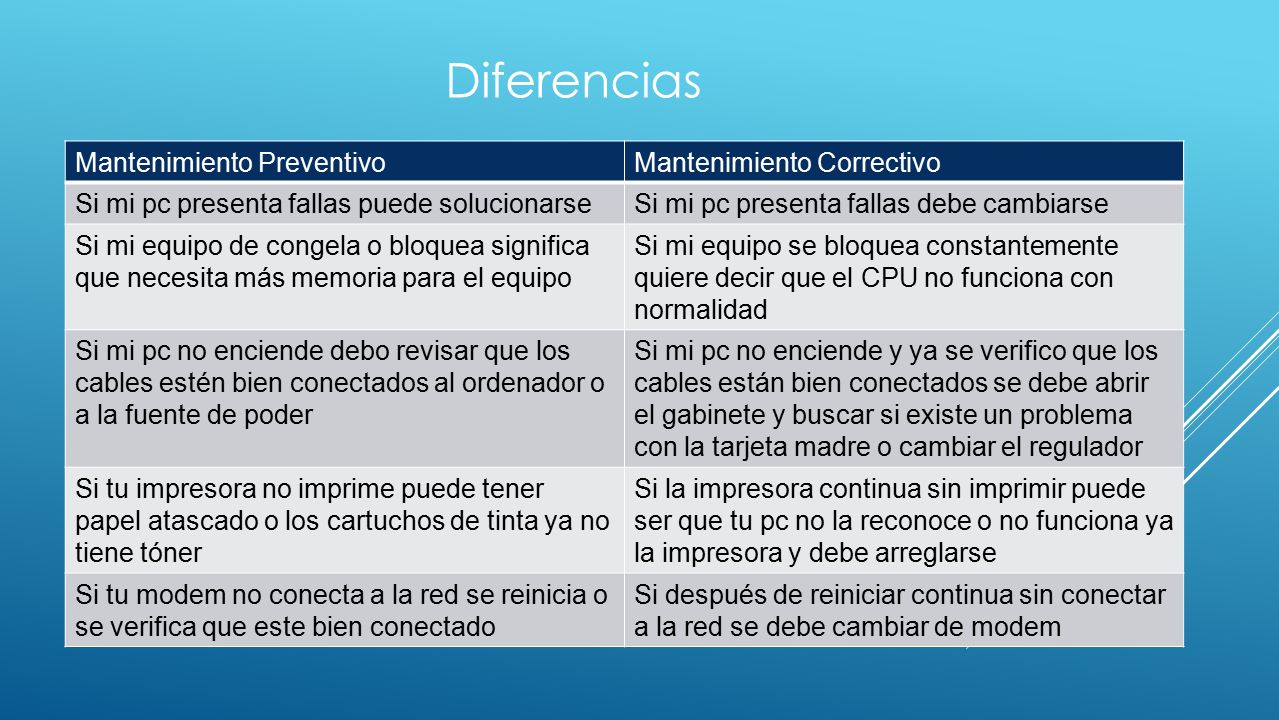 Diferencias
Mantenimiento Preventivo
Mantenimiento Correctivo
Si mi pc presenta fallas puede solucionarse
Si mi pc presenta fallas debe cambiarse
Si mi equipo de congela o bloquea significa
que necesita más memoria para el equipo
Si mi equipo se bloquea constantemente
quiere decir que el CPU no funciona con
normalidad
Si mi pc no enciende debo revisar que los
cables estén bien conectados al ordenador o
a la fuente de poder
Si mi pc no enciende y ya se verifico que los
cables están bien conectados se debe abrir
el gabinete y buscar si existe un problema
con la tarjeta madre o cambiar el regulador
Si tu impresora no imprime puede tener
papel atascado o los cartuchos de tinta ya no
tiene tóner
Si la impresora continua sin imprimir puede
ser que tu pc no la reconoce o no funciona ya
la impresora y debe arreglarse
Si tu modem no conecta a la red se reinicia o
se verifica que este bien conectado
Si después de reiniciar continua sin conectar
a la red se debe cambiar de modem